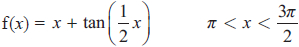 f(x) = x + tan(1/2 x)    π < x < 3π/2